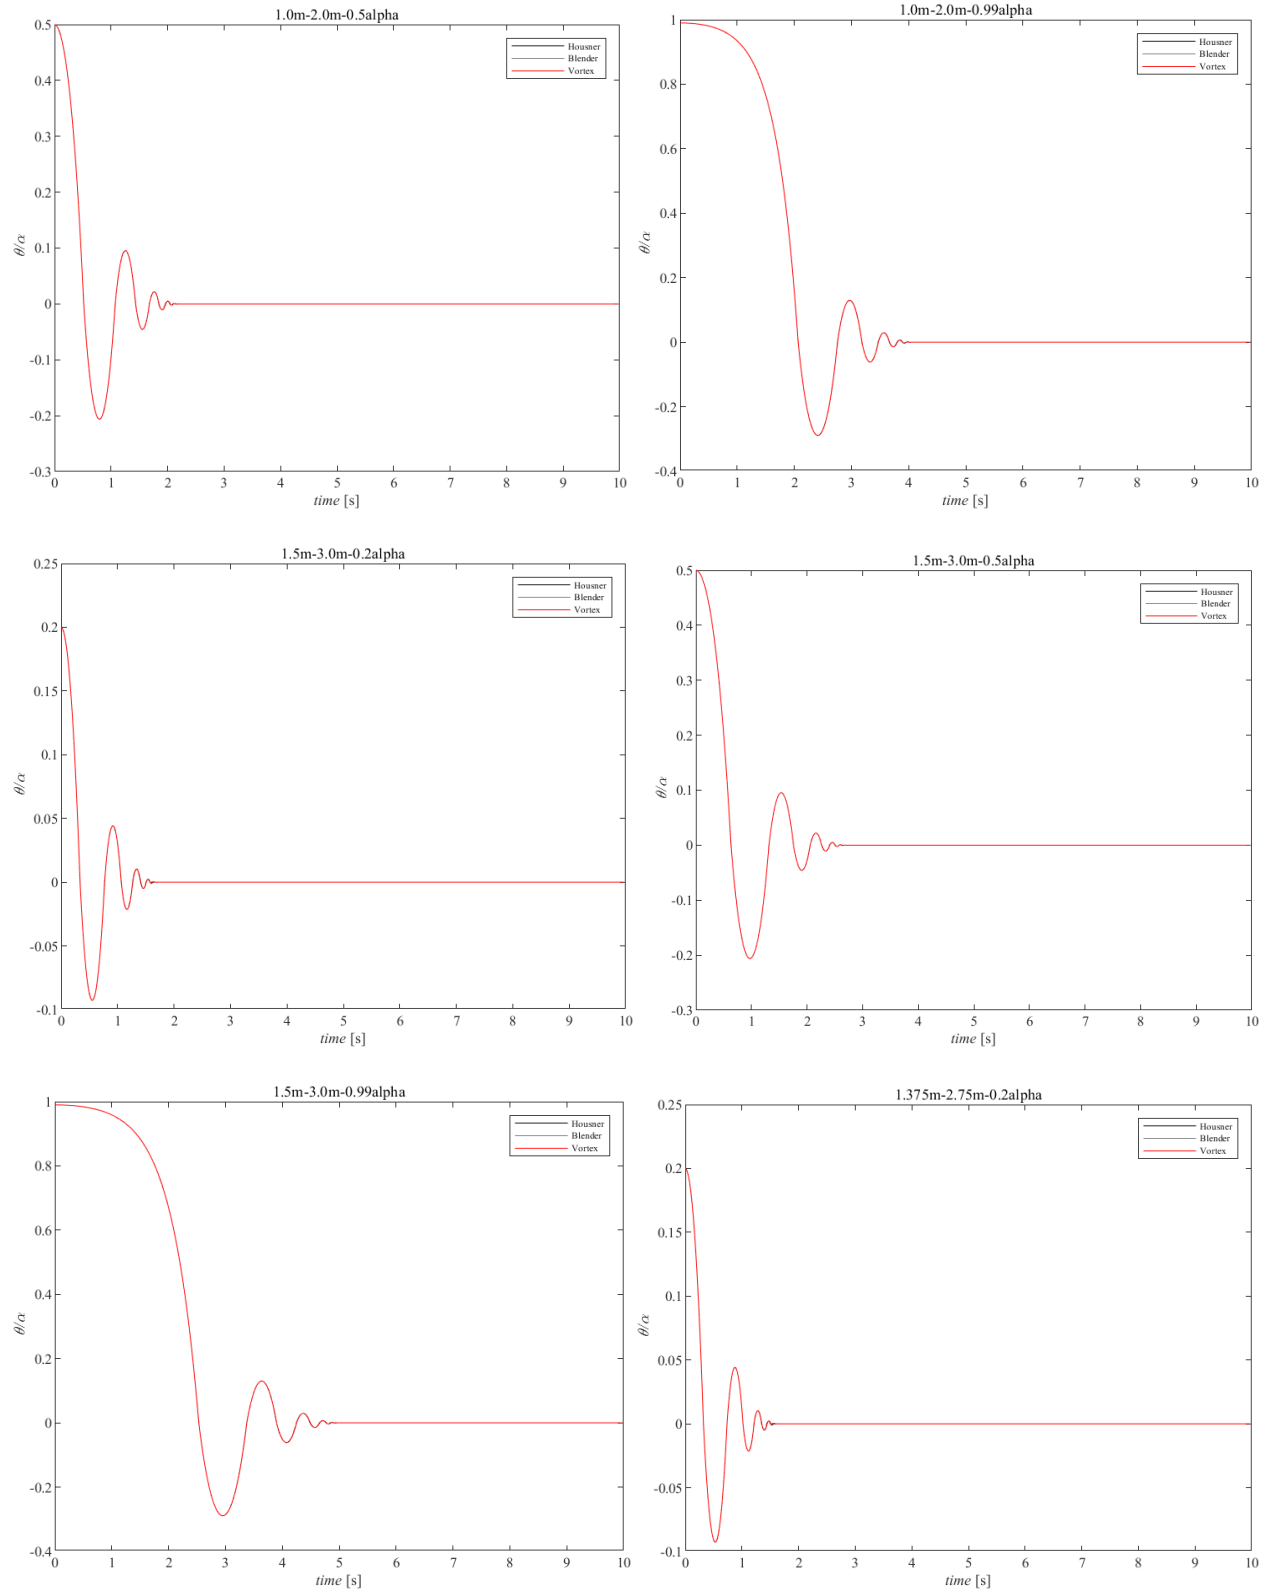 1.0m-2.0m-0.5alpha
0.5
0.4
0.3
0.2
0.1
0
-0.1
-0.2
-0.3
θ/α
Housner
Blender
Vortex
0 1 2 3 4 5 6 7 8 9 10
time [s]
1.0m-2.0m-0.99alpha
1
0.8
0.6
0.4
0.2
0
-0.2
-0.4
θ/α
Housner
Blender
Vortex
0 1 2 3 4 5 6 7 8 9 10
time [s]
1.5m-3.0m-0.2alpha
0.25
0.2
0.15
0.1
0.05
0
-0.05
-0.1
θ/α
Housner
Blender
Vortex
0 1 2 3 4 5 6 7 8 9 10
time [s]
1.5m-3.0m-0.5alpha
0.5
0.4
0.3
0.2
0.1
0
-0.1
-0.2
-0.3
θ/α
Housner
Blender
Vortex
0 1 2 3 4 5 6 7 8 9 10
time [s]
1.5m-3.0m-0.99alpha
1
0.8
0.6
0.4
0.2
0
-0.2
-0.4
θ/α
Housner
Blender
Vortex
0 1 2 3 4 5 6 7 8 9 10
time [s]
1.375m-2.75m-0.2alpha
0.25
0.2
0.15
0.1
0.05
0
-0.05
-0.1
θ/α
Housner
Blender
Vortex
0 1 2 3 4 5 6 7 8 9 10
time [s]